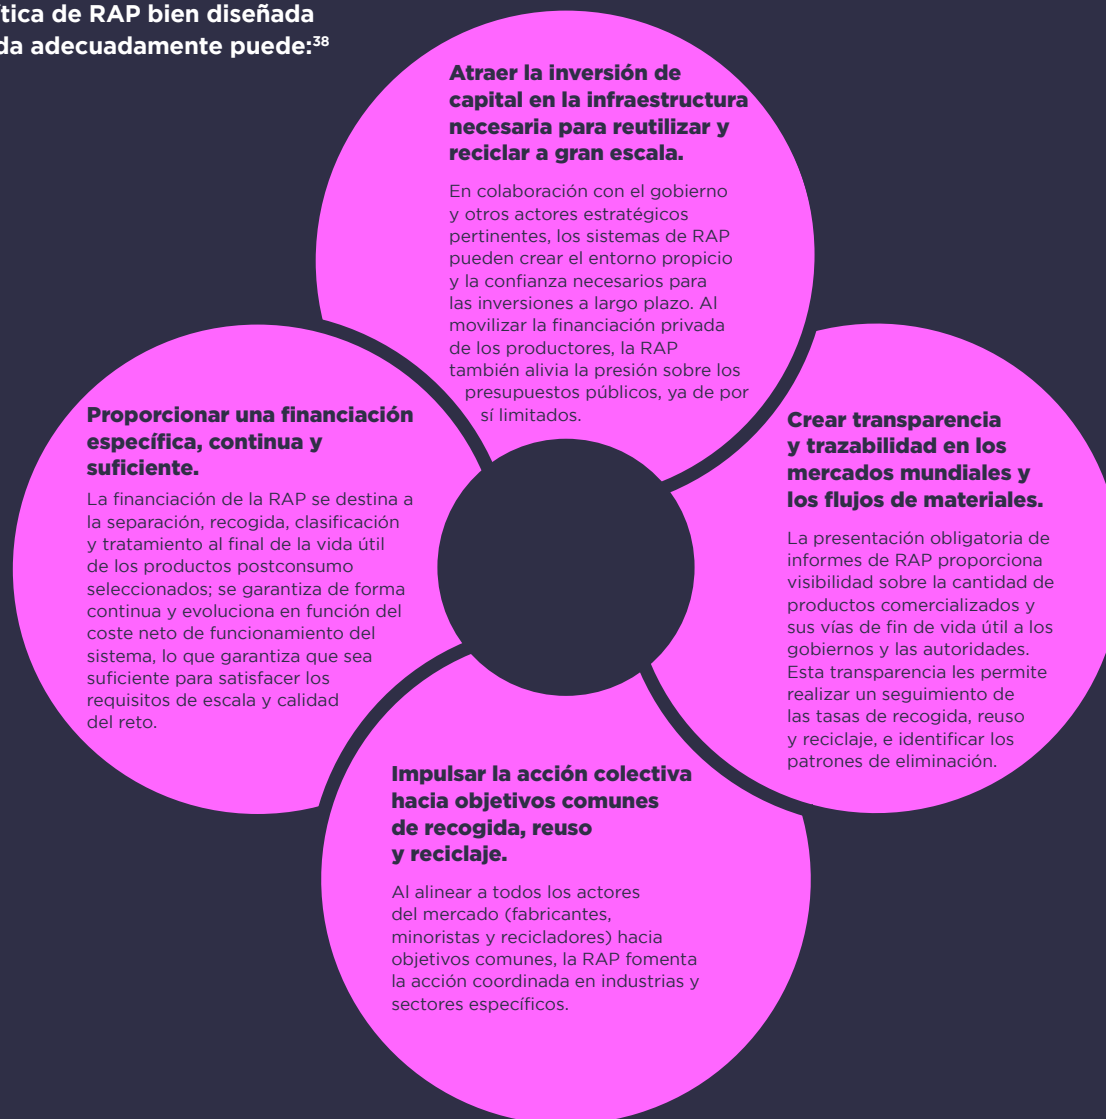 tica de RAP bien diseñada
da adecuadamente puede:³⁸
Atraer la inversión de
capital en la infraestructura
necesaria para reutilizar y
reciclar a gran escala.
En colaboración con el gobierno
y otros actores estratégicos
pertinentes, los sistemas de RAP
pueden crear el entorno propicio
y la confianza necesarios para
las inversiones a largo plazo. Al
movilizar la financiación privada
de los productores, la RAP
también alivia la presión sobre los
presupuestos públicos, ya de por
sí limitados.
Proporcionar una financiación
específica, continua y
suficiente.
La financiación de la RAP se destina a
la separación, recogida, clasificación
y tratamiento al final de la vida útil
de los productos postconsumo
seleccionados; se garantiza de forma
continua y evoluciona en función del
coste neto de funcionamiento del
sistema, lo que garantiza que sea
suficiente para satisfacer los
requisitos de escala y calidad
del reto.
Crear transparencia
y trazabilidad en los
mercados mundiales y
los flujos de materiales.
La presentación obligatoria de
informes de RAP proporciona
visibilidad sobre la cantidad de
productos comercializados y
sus vías de fin de vida útil a los
gobiernos y las autoridades.
Esta transparencia les permite
realizar un seguimiento de
las tasas de recogida, reuso
y reciclaje, e identificar los
patrones de eliminación.
Impulsar la acción colectiva
hacia objetivos comunes
de recogida, reuso
y reciclaje.
Al alinear a todos los actores
del mercado (fabricantes,
minoristas y recicladores) hacia
objetivos comunes, la RAP fomenta
la acción coordinada en industrias y
sectores específicos.